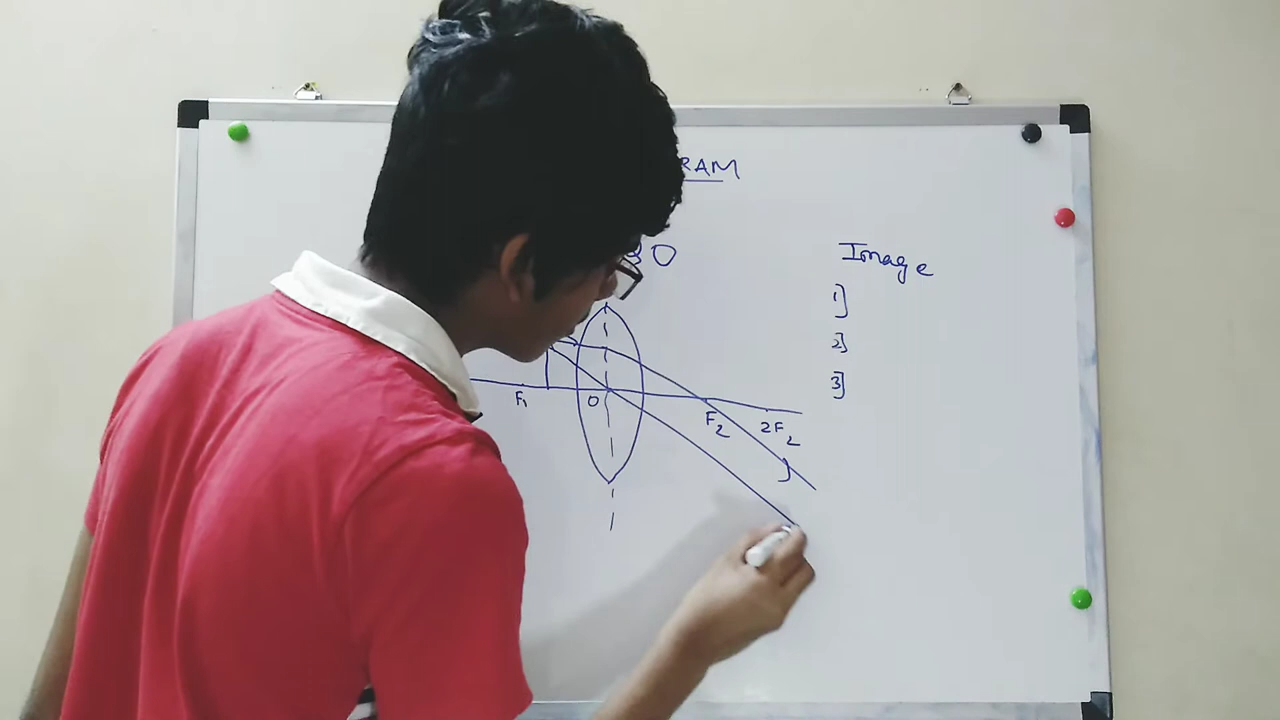 RAM
O
Image
1]
2]
3]
F₁
O
F₂
2F₂